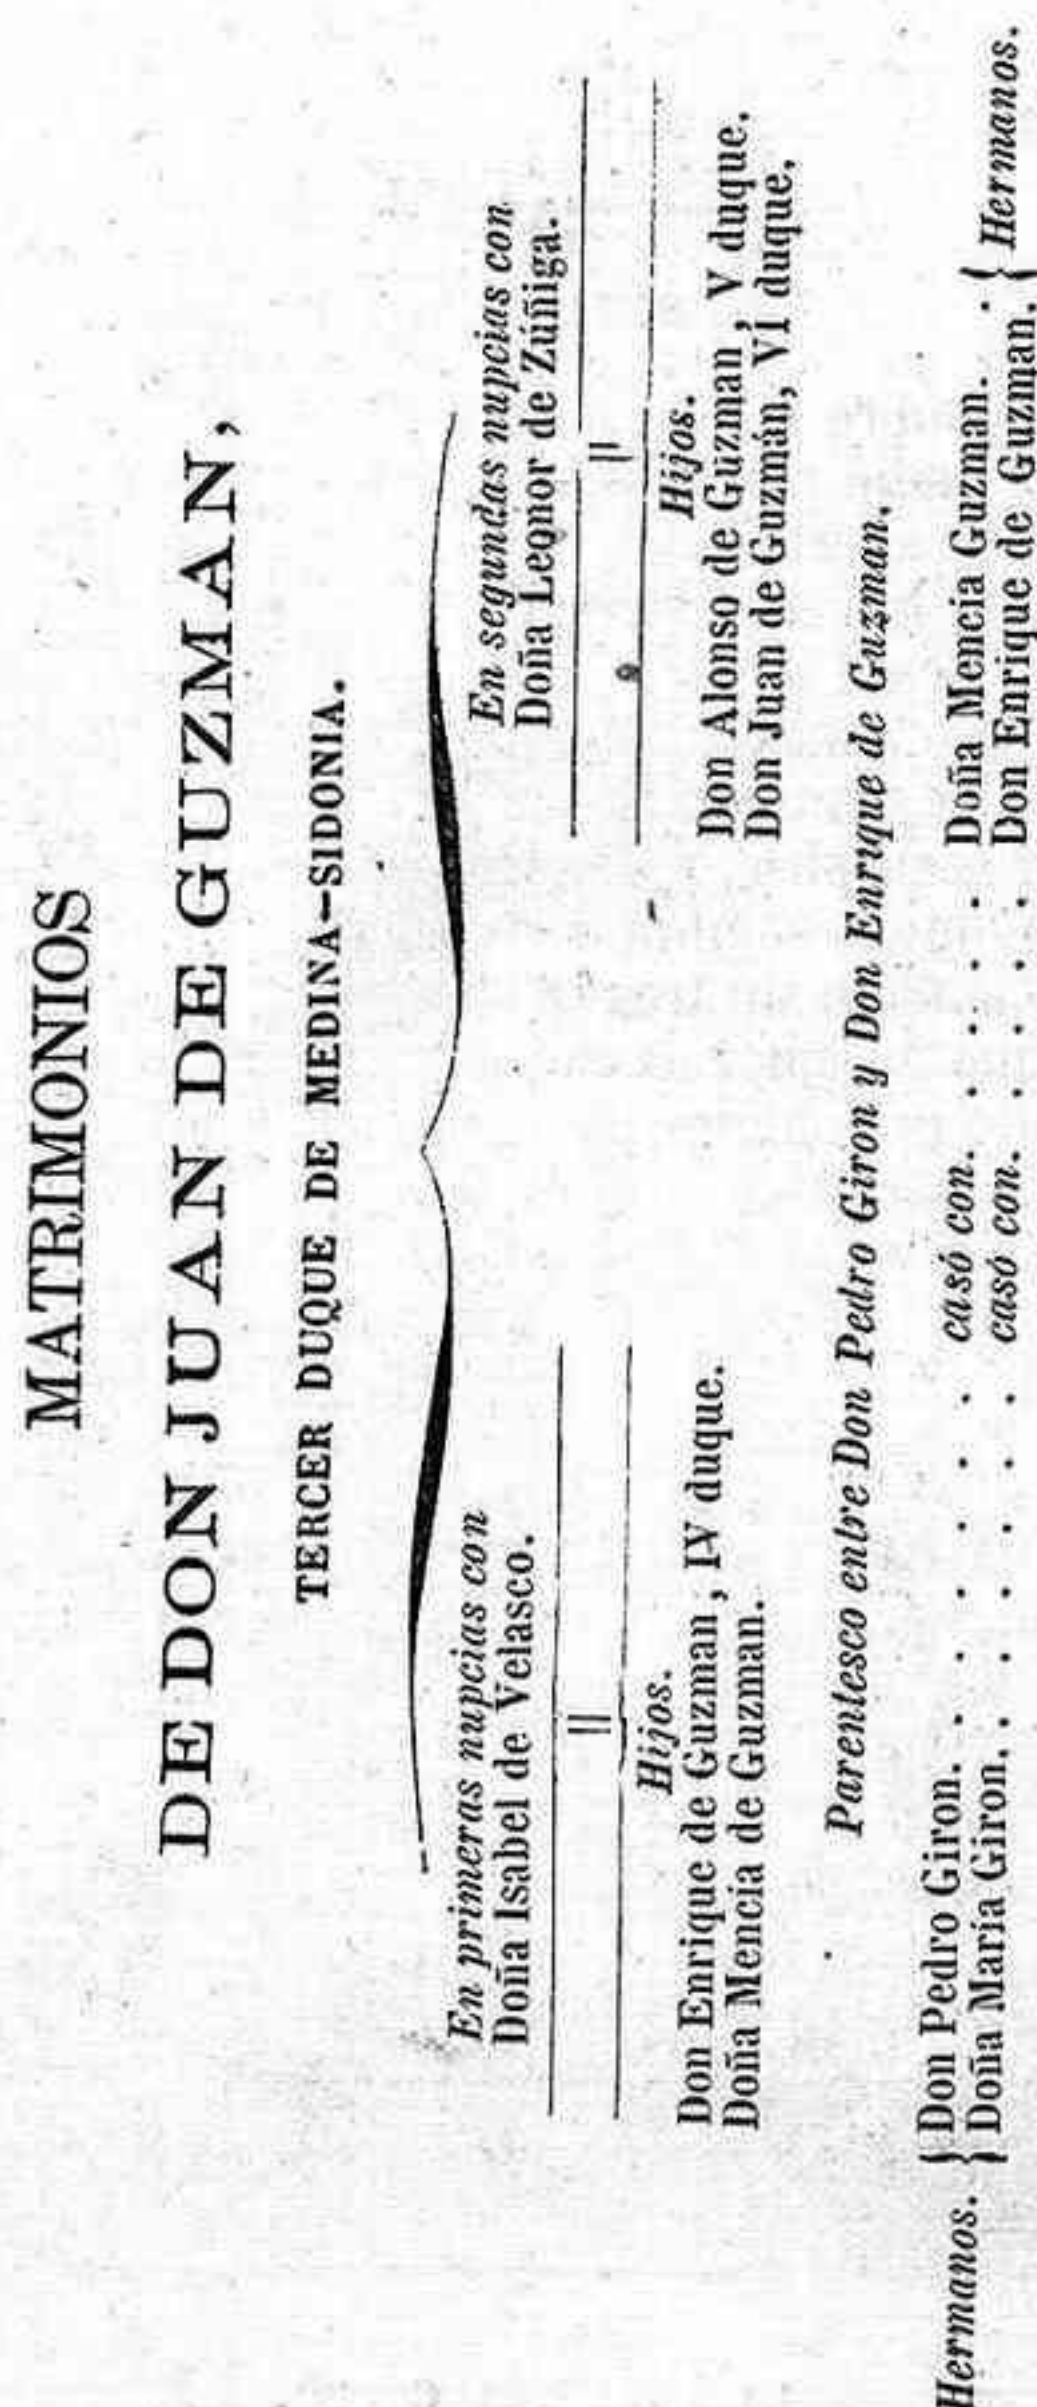 MATRIMONIOS
DE DON JUAN DE GUZMAN,
TERCER DUQUE DE MEDINA-SIDONIA.
En primeras nupcias con
Doña Isabel de Velasco.
Hijos.
Don Enrique de Guzman, IV duque.
Doña Mencia de Guzman.
En segundas nupcias con
Doña Leonor de Zúñiga.
Hijos.
Don Alonso de Guzman, V duque.
Don Juan de Guzmán, VI duque.
Parentesco entre Don Pedro Giron y Don Enrique de Guzman.
Hermanos. { Don Pedro Giron. . . . . . . casó con. . . . . . Doña Mencia Guzman. . } Hermanos.
Doña María Giron. . . . . . . casó con. . . . . . Don Enrique de Guzman.